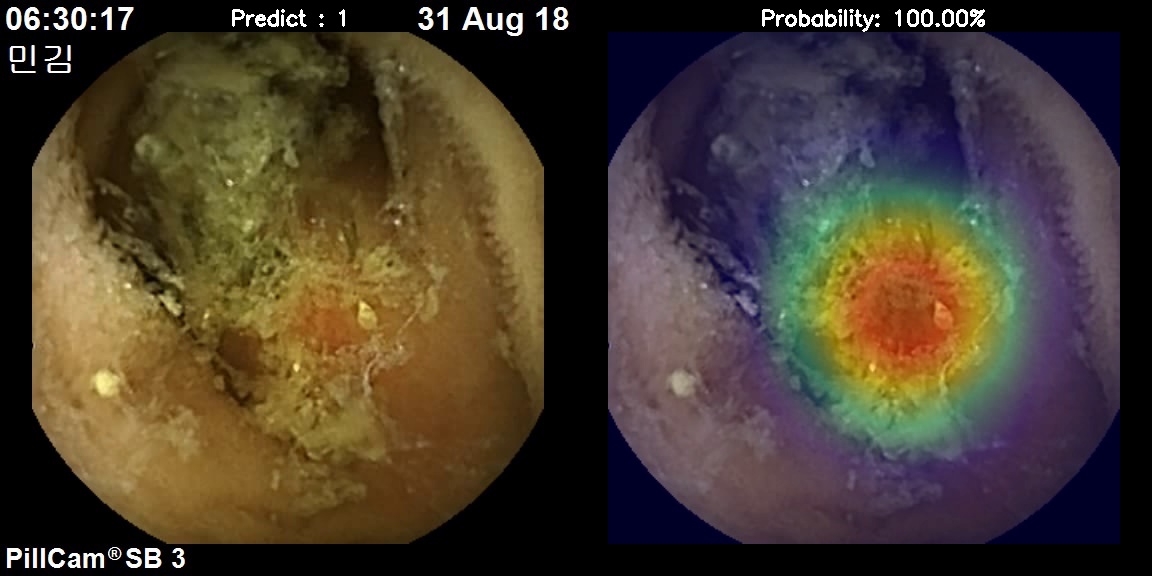 06:30:17 Predict : 1 31 Aug 18 Probability: 100.00%
민김
PillCam® SB 3